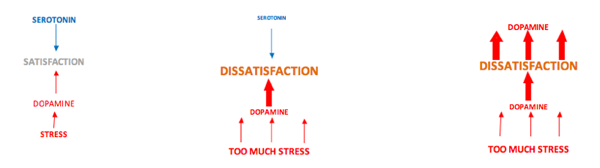 SEROTONIN
SATISFACTION
DOPAMINE
STRESS
SEROTONIN
DISSATISFACTION
DOPAMINE
TOO MUCH STRESS
DOPAMINE
DISSATISFACTION
DOPAMINE
TOO MUCH STRESS